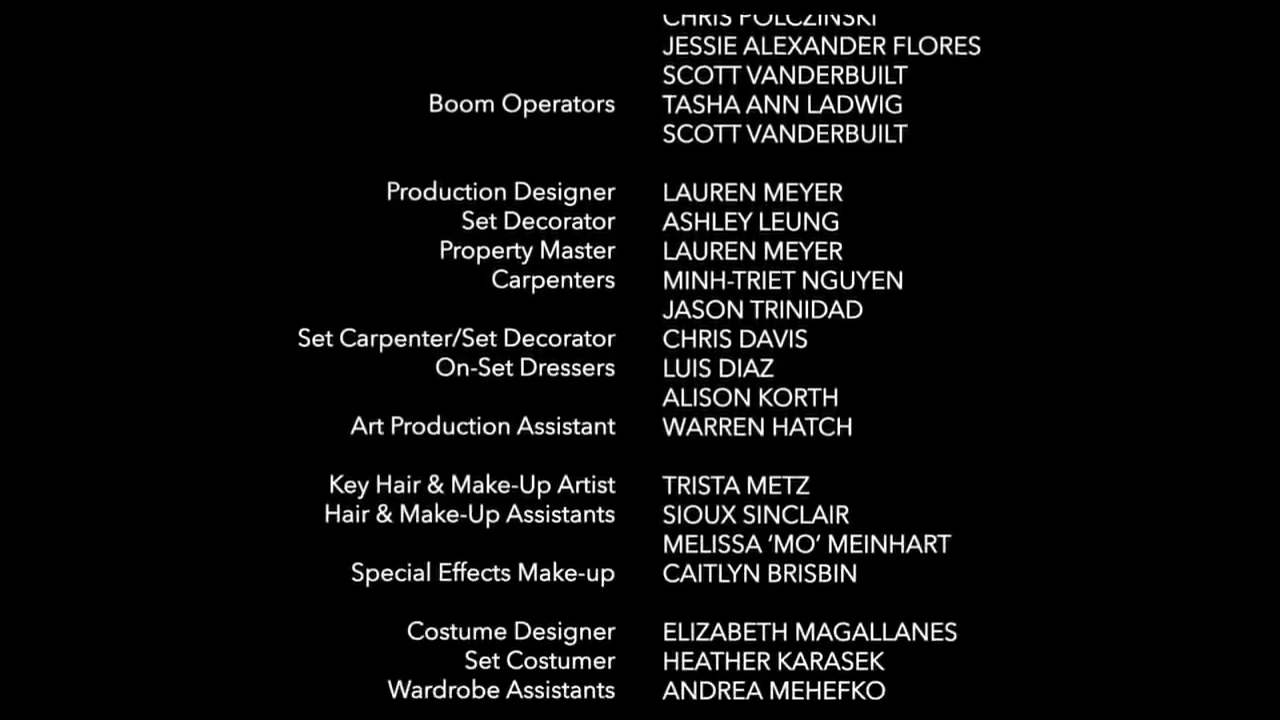 CHRIS POLCZINSKI
JESSIE ALEXANDER FLORES
SCOTT VANDERBUILT
Boom Operators TASHA ANN LADWIG
SCOTT VANDERBUILT
Production Designer LAUREN MEYER
Set Decorator ASHLEY LEUNG
Property Master LAUREN MEYER
Carpenters MINH-TRIET NGUYEN
JASON TRINIDAD
Set Carpenter/Set Decorator CHRIS DAVIS
On-Set Dressers LUIS DIAZ
ALISON KORTH
Art Production Assistant WARREN HATCH
Key Hair & Make-Up Artist TRISTA METZ
Hair & Make-Up Assistants SIOUX SINCLAIR
MELISSA ‘MO’ MEINHART
Special Effects Make-up CAITLYN BRISBIN
Costume Designer ELIZABETH MAGALLANES
Set Costumer HEATHER KARASEK
Wardrobe Assistants ANDREA MEHEFKO